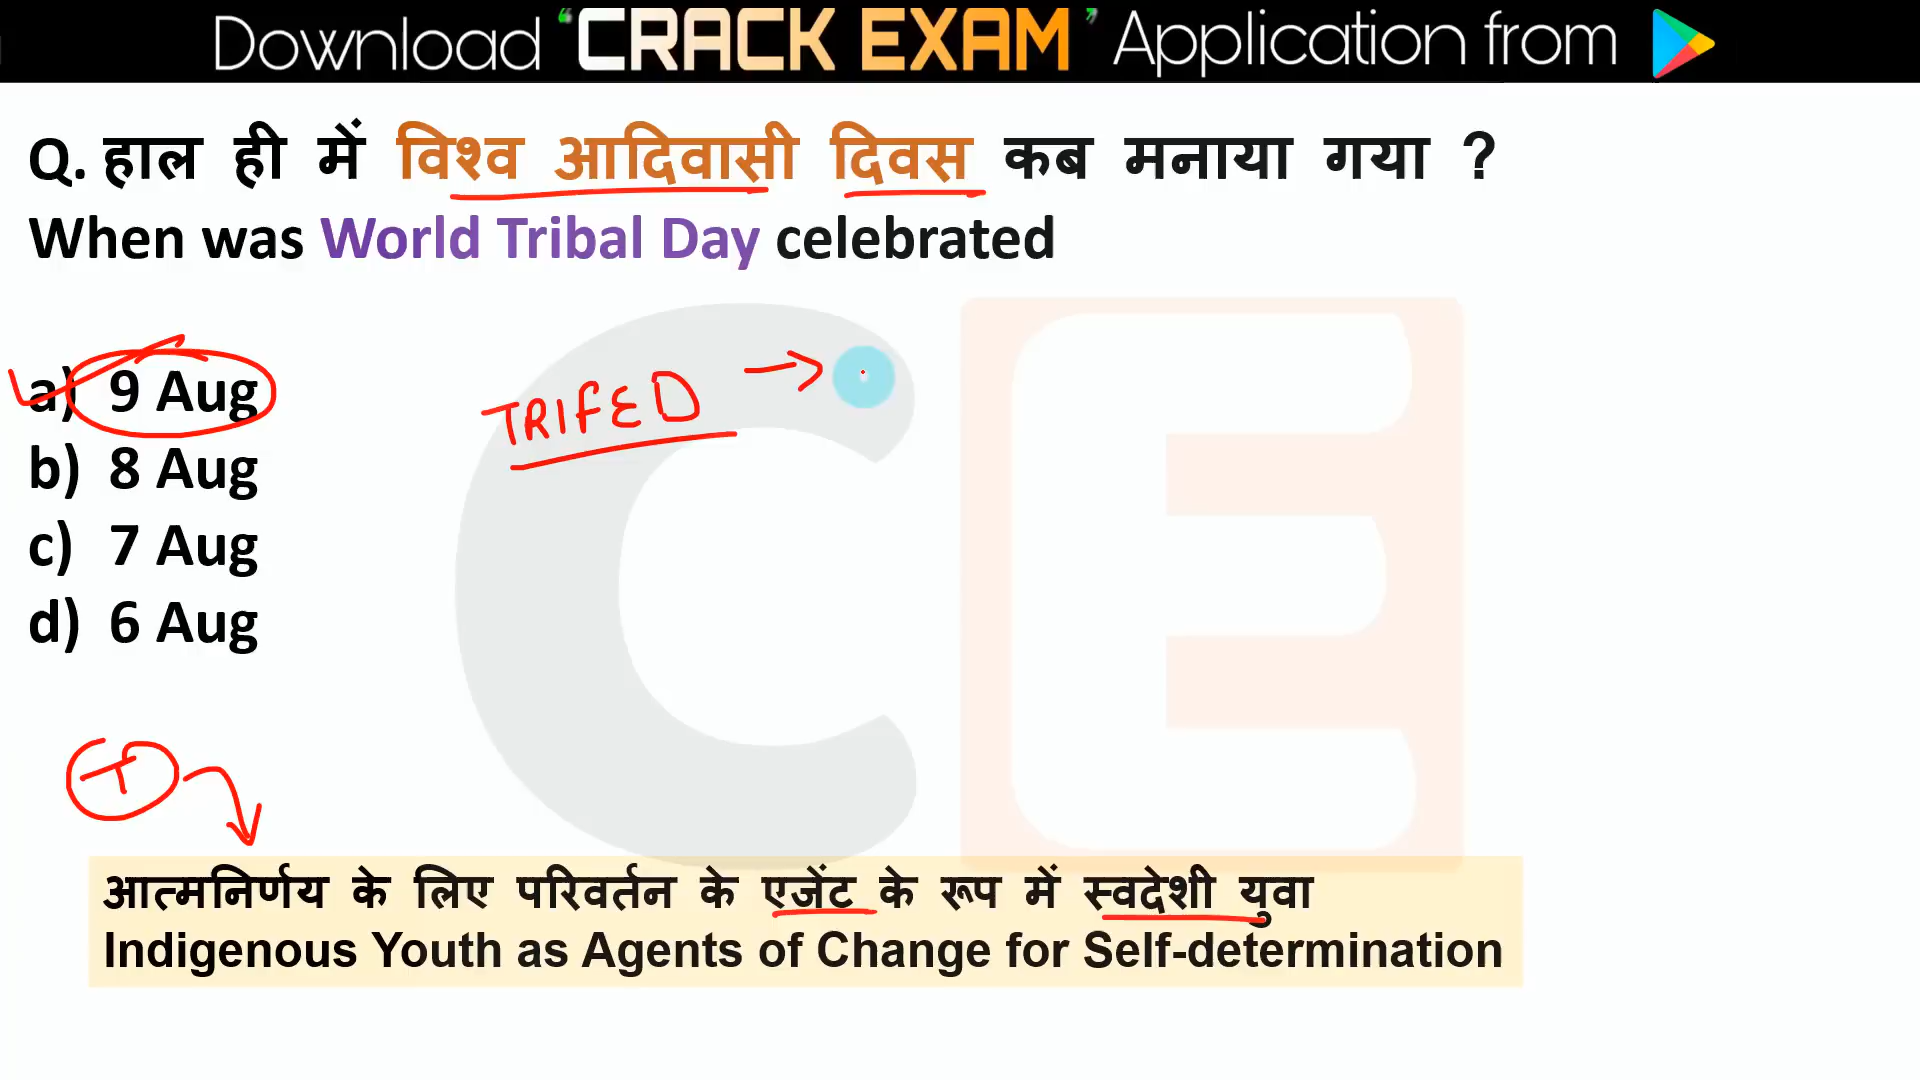 Download ‘CRACK EXAM’ Application from
Q. हाल ही में विश्व आदिवासी दिवस कब मनाया गया ?
When was World Tribal Day celebrated
a) 9 Aug
TRIFED
b) 8 Aug
c) 7 Aug
d) 6 Aug
T
आत्मनिर्णय के लिए परिवर्तन के एजेंट के रूप में स्वदेशी युवा
Indigenous Youth as Agents of Change for Self-determination
CE